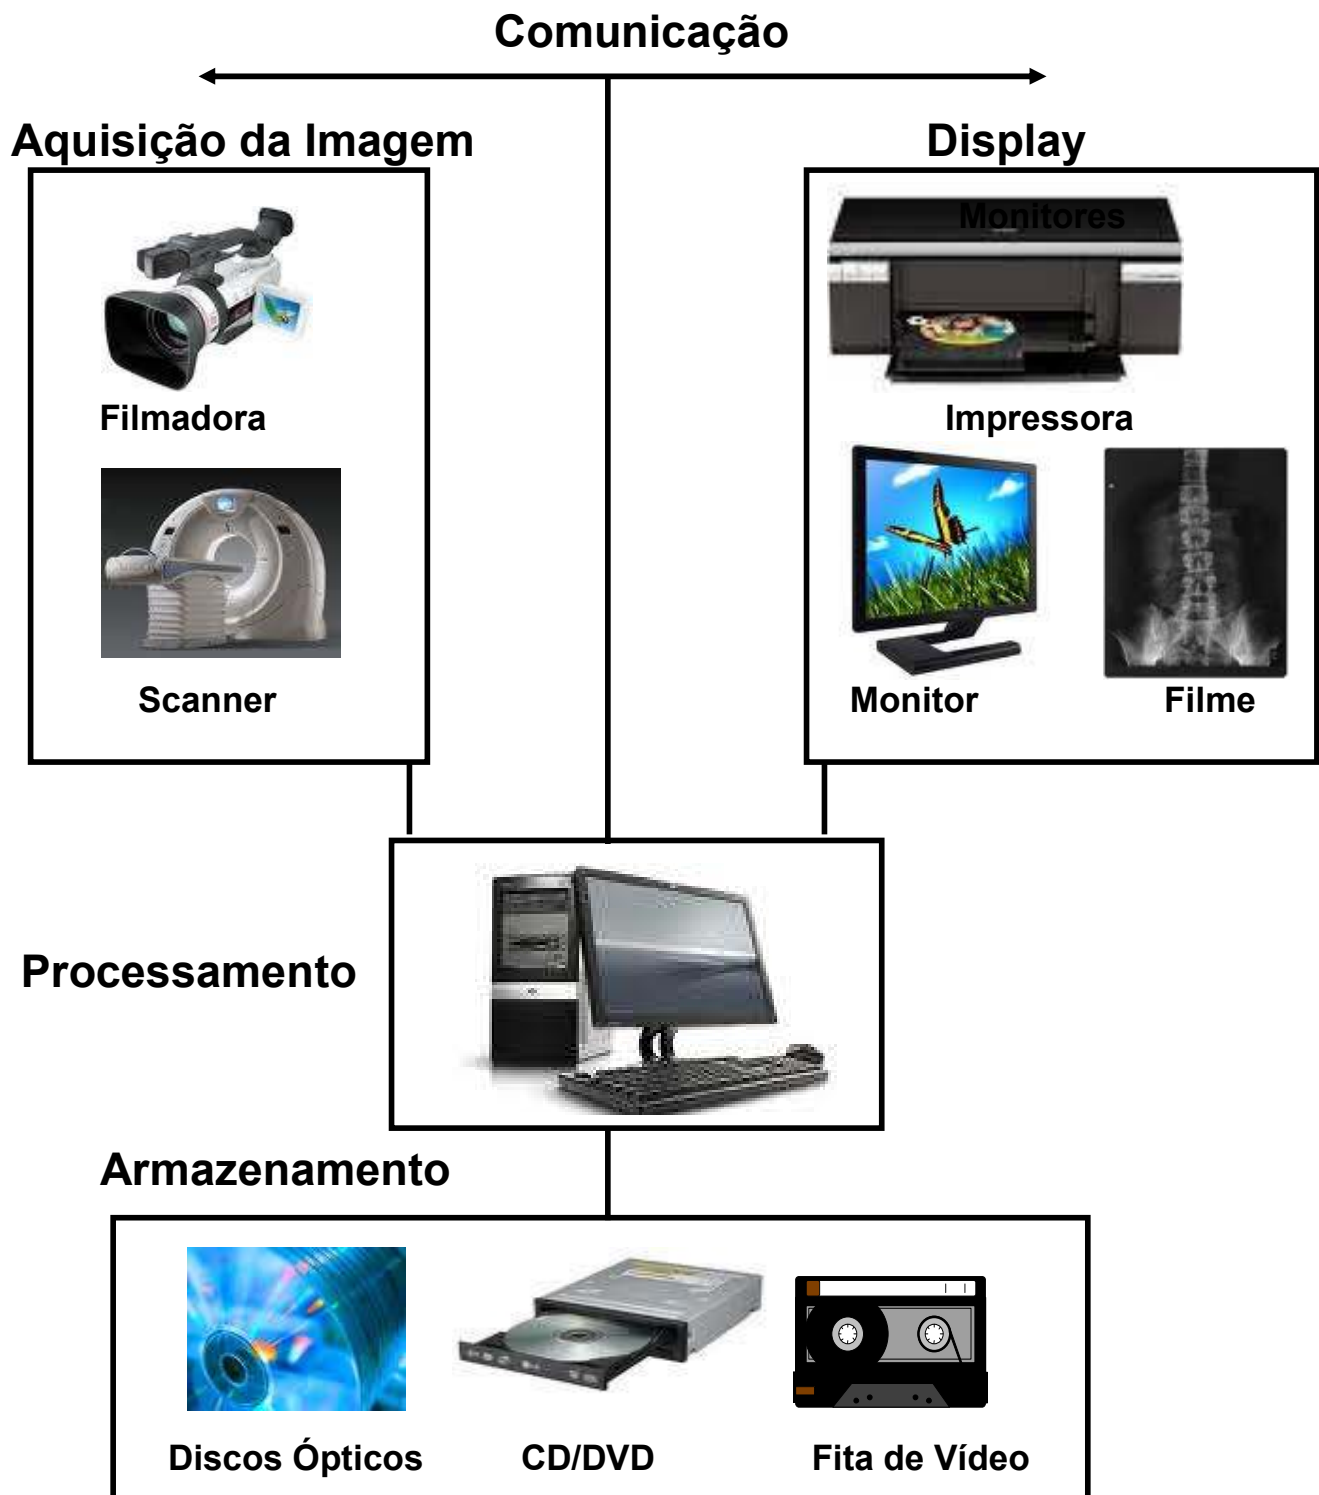 Comunicação
Aquisição da Imagem
Display
Monitores
Filmadora
Impressora
Scanner
Monitor
Filme
Processamento
Armazenamento
Discos Ópticos
CD/DVD
Fita de Vídeo